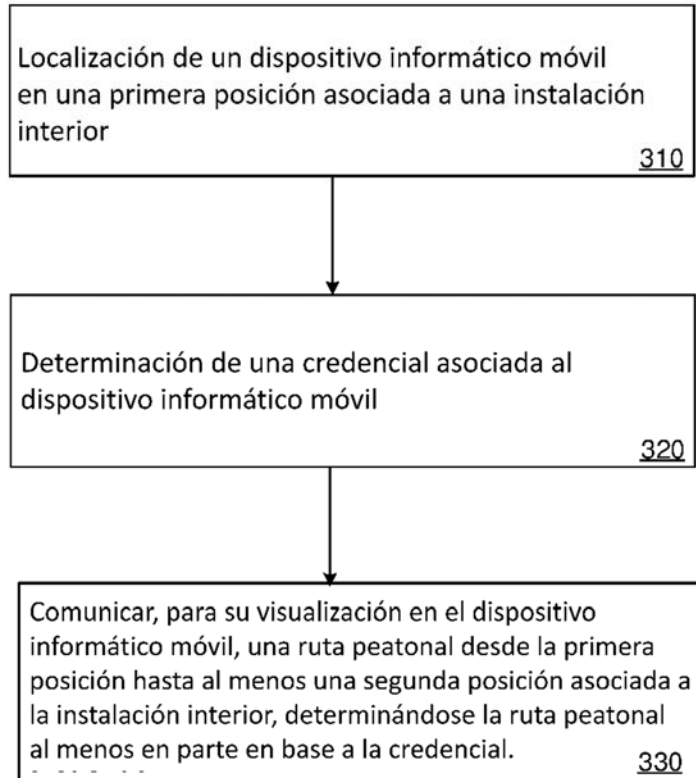 Localización de un dispositivo informático móvil
en una primera posición asociada a una instalación
interior
310
Determinación de una credencial asociada al
dispositivo informático móvil
320
Comunicar, para su visualización en el dispositivo
informático móvil, una ruta peatonal desde la primera
posición hasta al menos una segunda posición asociada a
la instalación interior, determinándose la ruta peatonal
al menos en parte en base a la credencial.
330